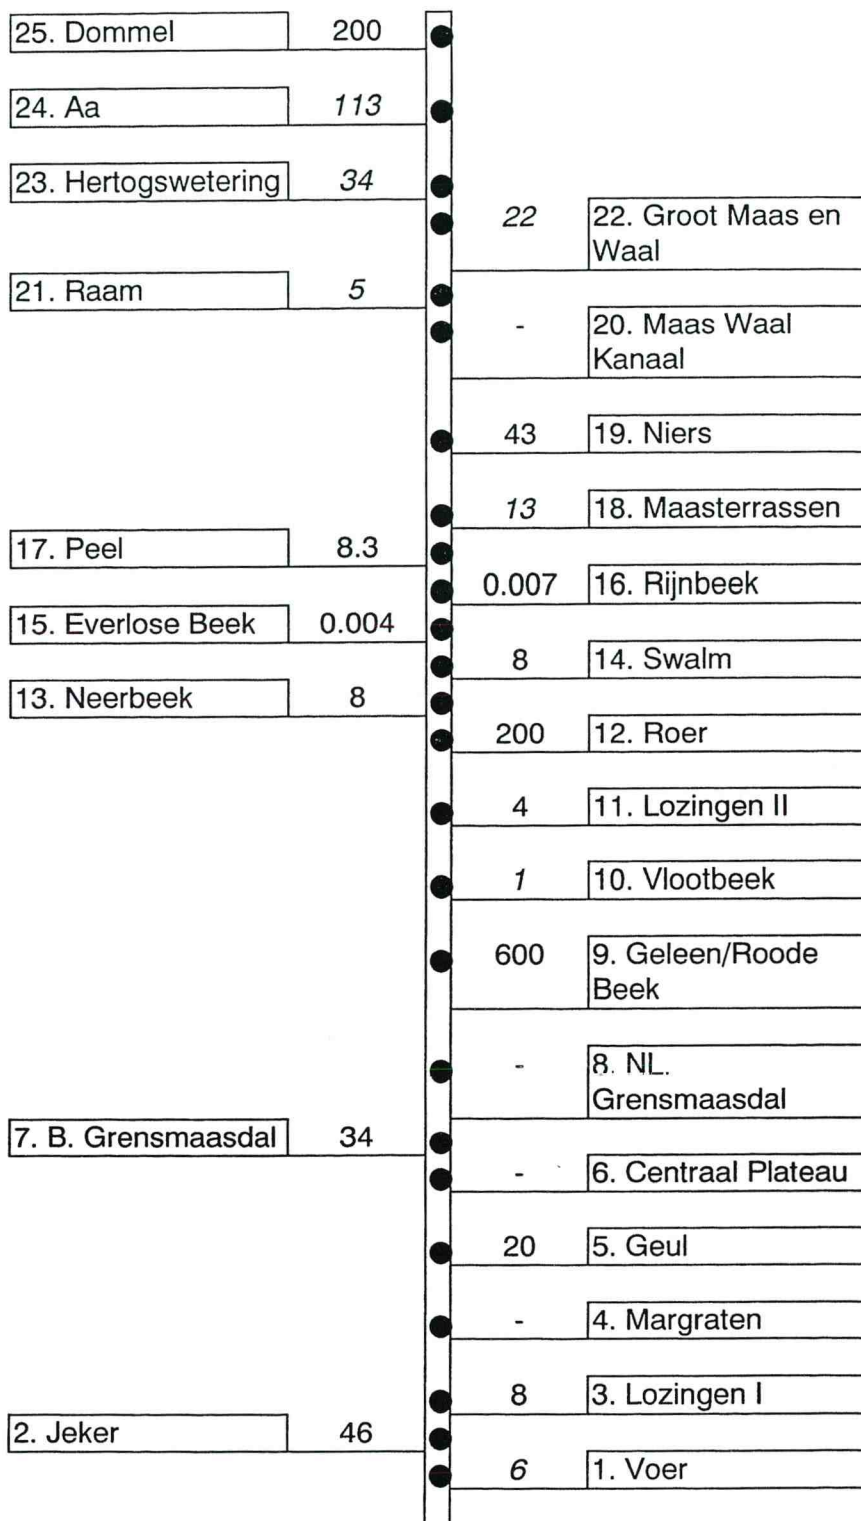 25. Dommel 200
24. Aa 113
23. Hertogswetering 34
22 22. Groot Maas en
Waal
21. Raam 5
- 20. Maas Waal
Kanaal
43 19. Niers
13 18. Maasterrassen
17. Peel 8.3
0.007 16. Rijnbeek
15. Everlose Beek 0.004
8 14. Swalm
13. Neerbeek 8
200 12. Roer
4 11. Lozingen II
1 10. Vlootbeek
600 9. Geleen/Roode
Beek
- 8. NL.
Grensmaasdal
7. B. Grensmaasdal 34
- 6. Centraal Plateau
20 5. Geul
- 4. Margraten
8 3. Lozingen I
2. Jeker 46
6 1. Voer